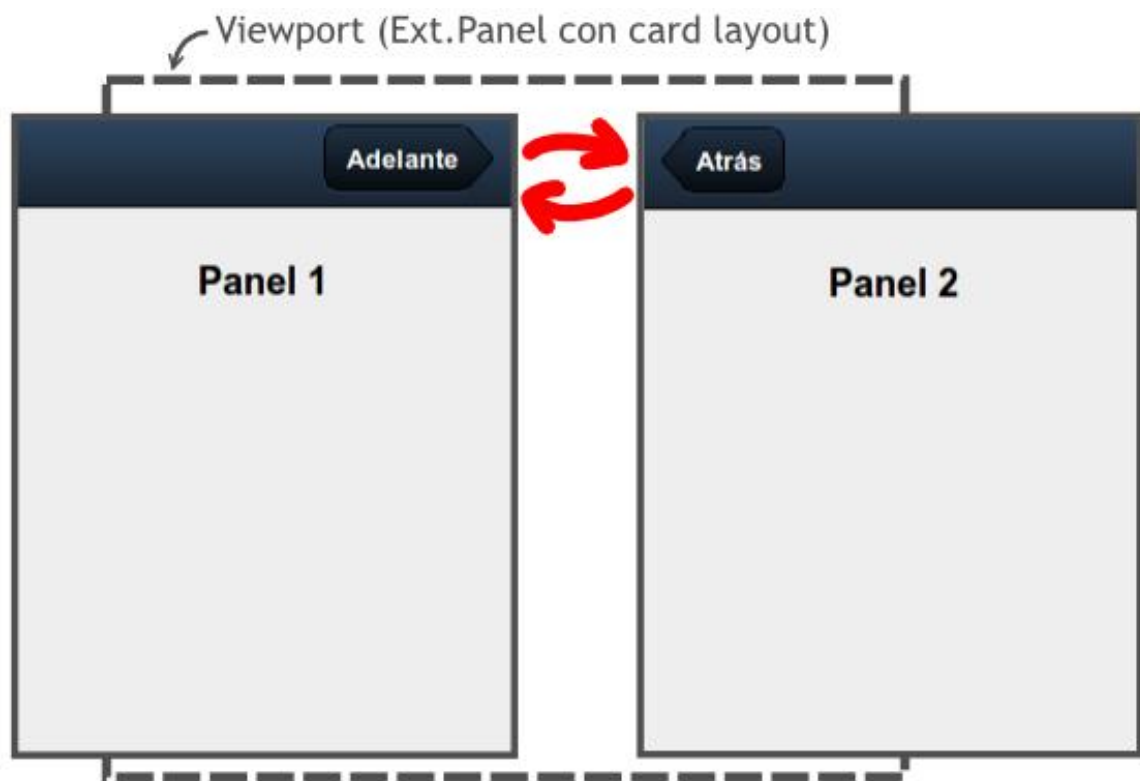 Viewport (Ext.Panel con card layout)
Adelante
Atrás
Panel 1
Panel 2